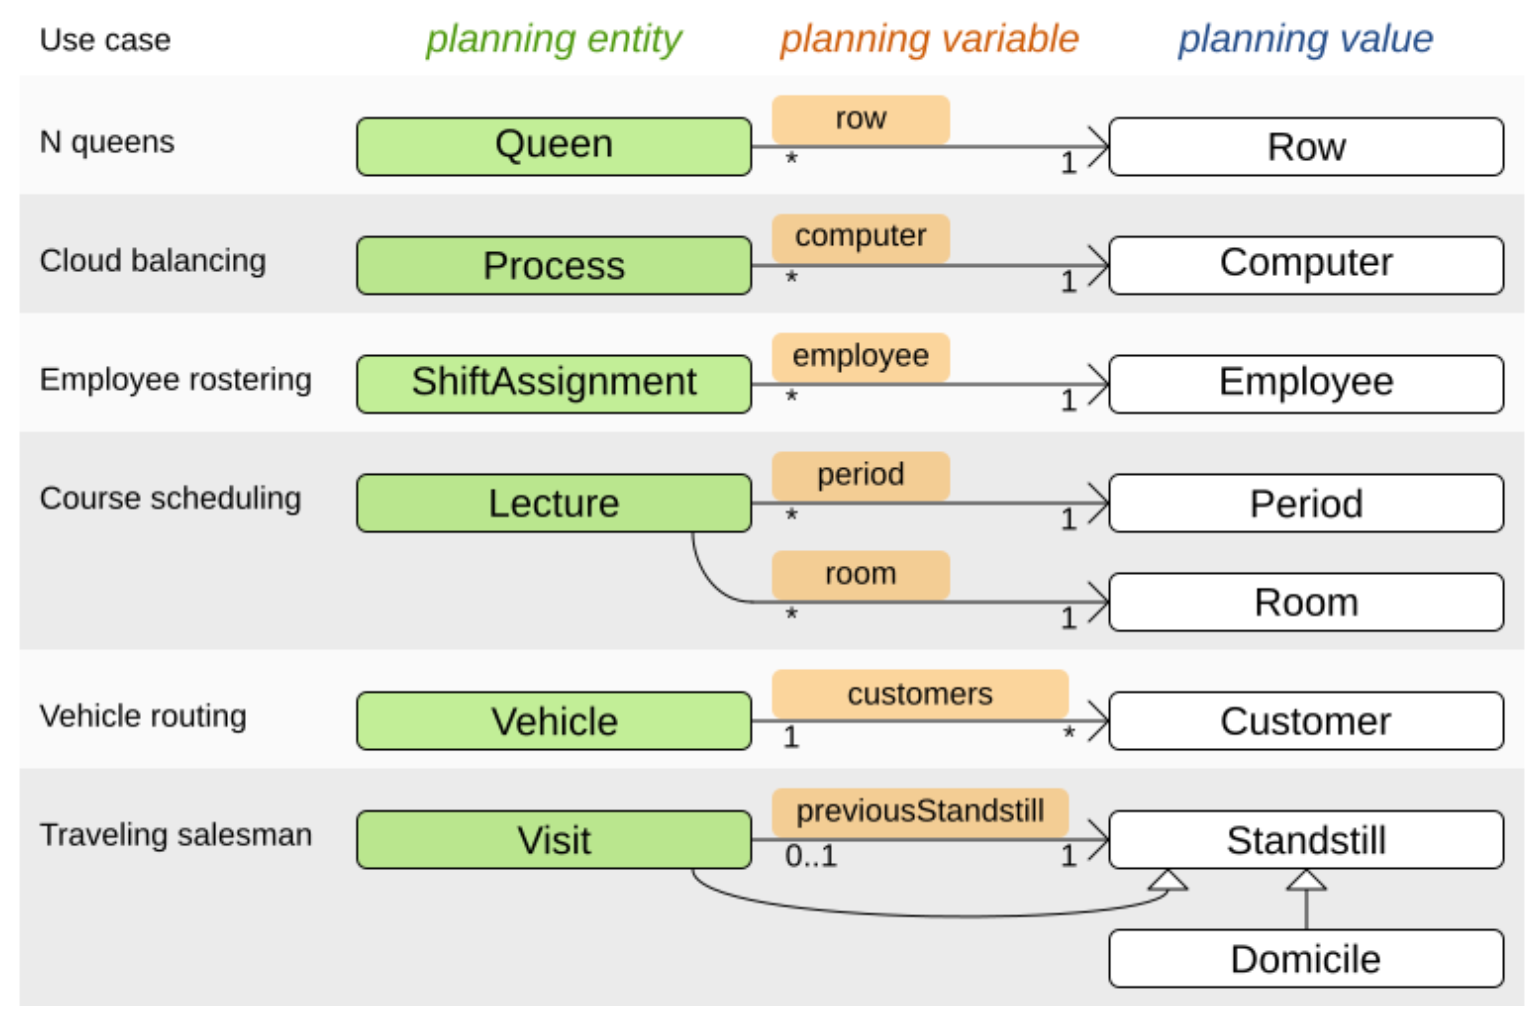 Use case planning entity planning variable planning value
N queens Queen row * 1 Row
Cloud balancing Process computer * 1 Computer
Employee rostering ShiftAssignment employee * 1 Employee
Course scheduling Lecture period * 1 Period
room * 1 Room
Vehicle routing Vehicle customers 1 * Customer
Traveling salesman Visit previousStandstill 0..1 1 Standstill
Domicile